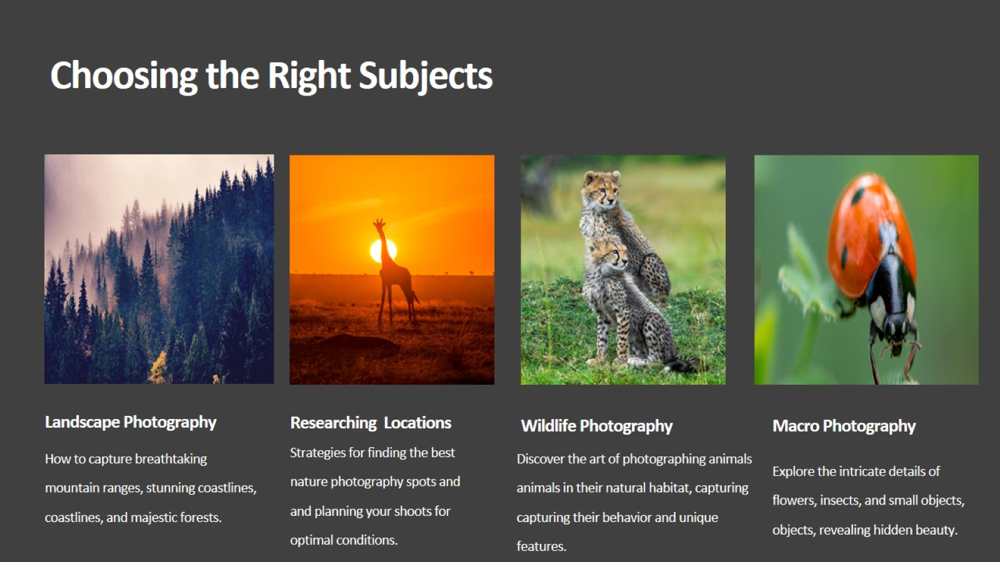 Choosing the Right Subjects
Landscape Photography
How to capture breathtaking
mountain ranges, stunning coastlines,
coastlines, and majestic forests.
Researching  Locations
Strategies for finding the best
nature photography spots and
and planning your shoots for
optimal conditions.
Wildlife Photography
Discover the art of photographing animals
animals in their natural habitat, capturing
capturing their behavior and unique
features.
Macro Photography
Explore the intricate details of
flowers, insects, and small objects,
objects, revealing hidden beauty.